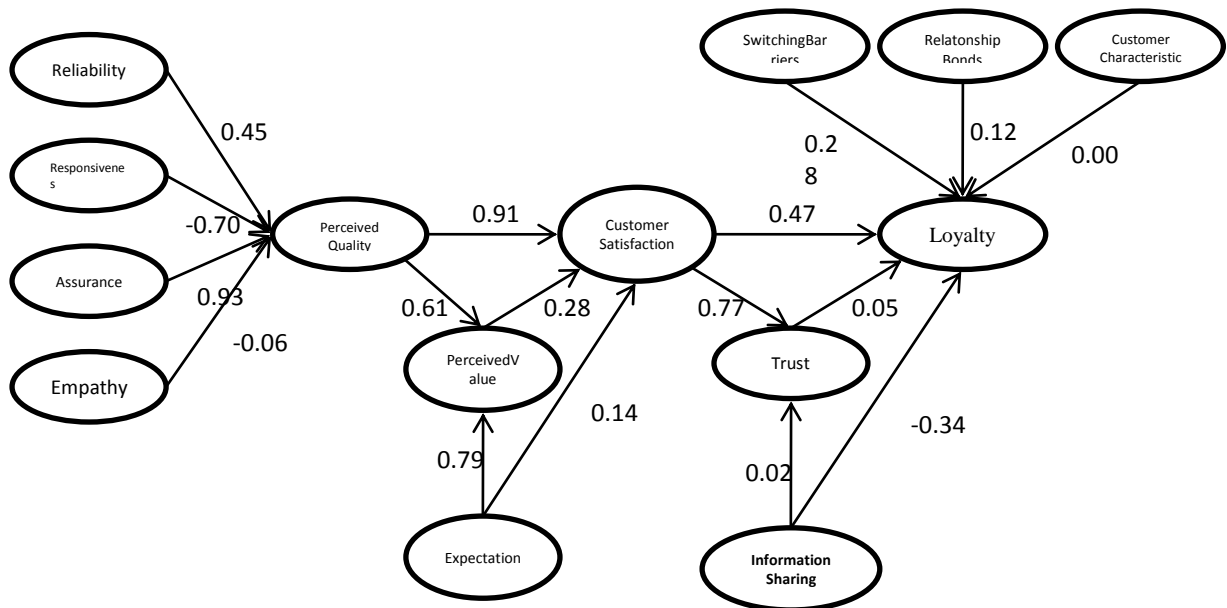 SwitchingBar
riers
Relatonship
Bonds
Customer
Characteristic
Reliability
0.45
0.2
8
0.12
0.00
Responsivenes
s
-0.70
Perceived
Quality
0.91
Customer
Satisfaction
0.47
Loyalty
Assurance
0.93
0.61
0.28
0.77
0.05
-0.06
PerceivedV
alue
Trust
Empathy
0.14
-0.34
0.79
0.02
Expectation
Information
Sharing